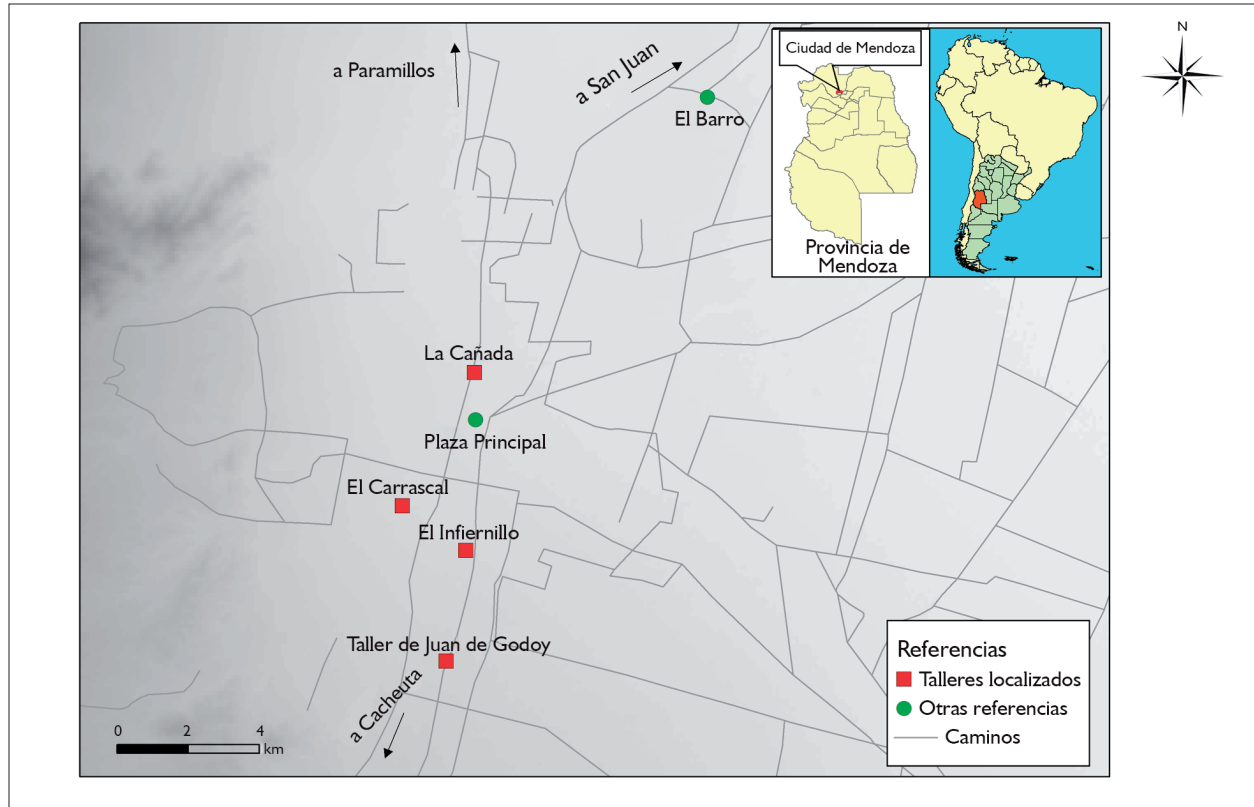 N
Ciudad de Mendoza
Provincia de
Mendoza
a Paramillos
a San Juan
El Barro
La Cañada
Plaza Principal
El Carrascal
El Infiernillo
Taller de Juan de Godoy
a Cacheuta
0 2 4
km
Referencias
Talleres localizados
Otras referencias
Caminos